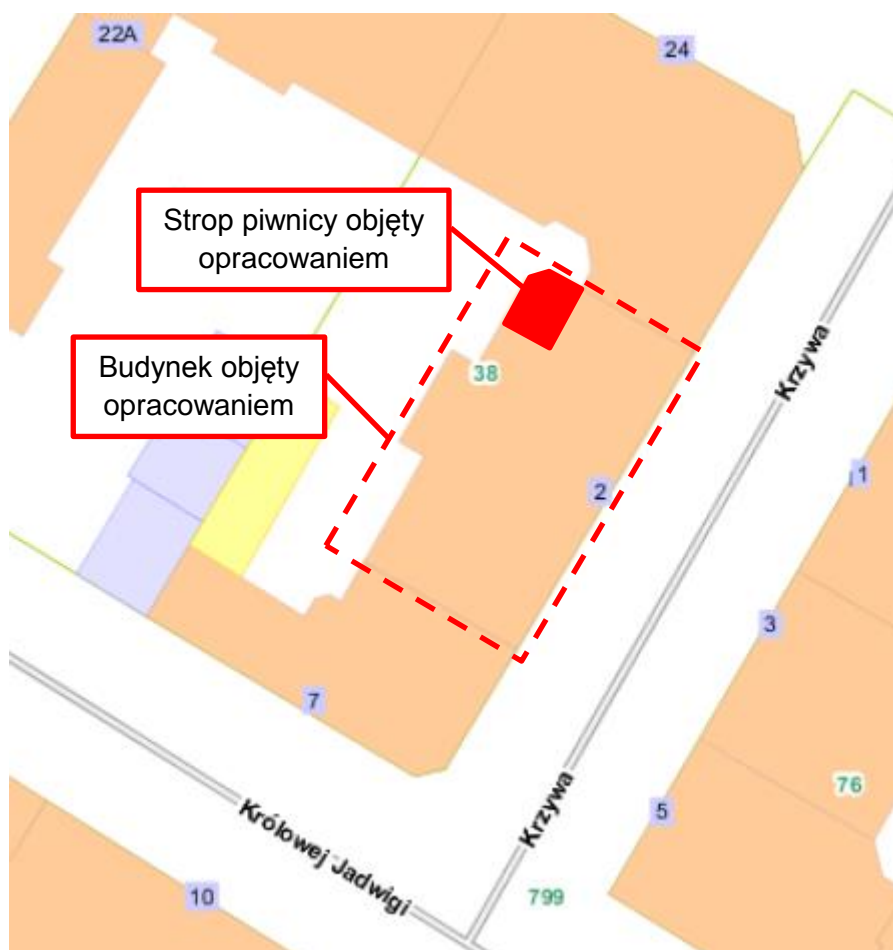 22A
24
Strop piwnicy objęty
opracowaniem
Krzywa
Budynek objęty
opracowaniem
38
1
2
3
7
76
5
Krzywa
Królowej Jadwigi
10
799